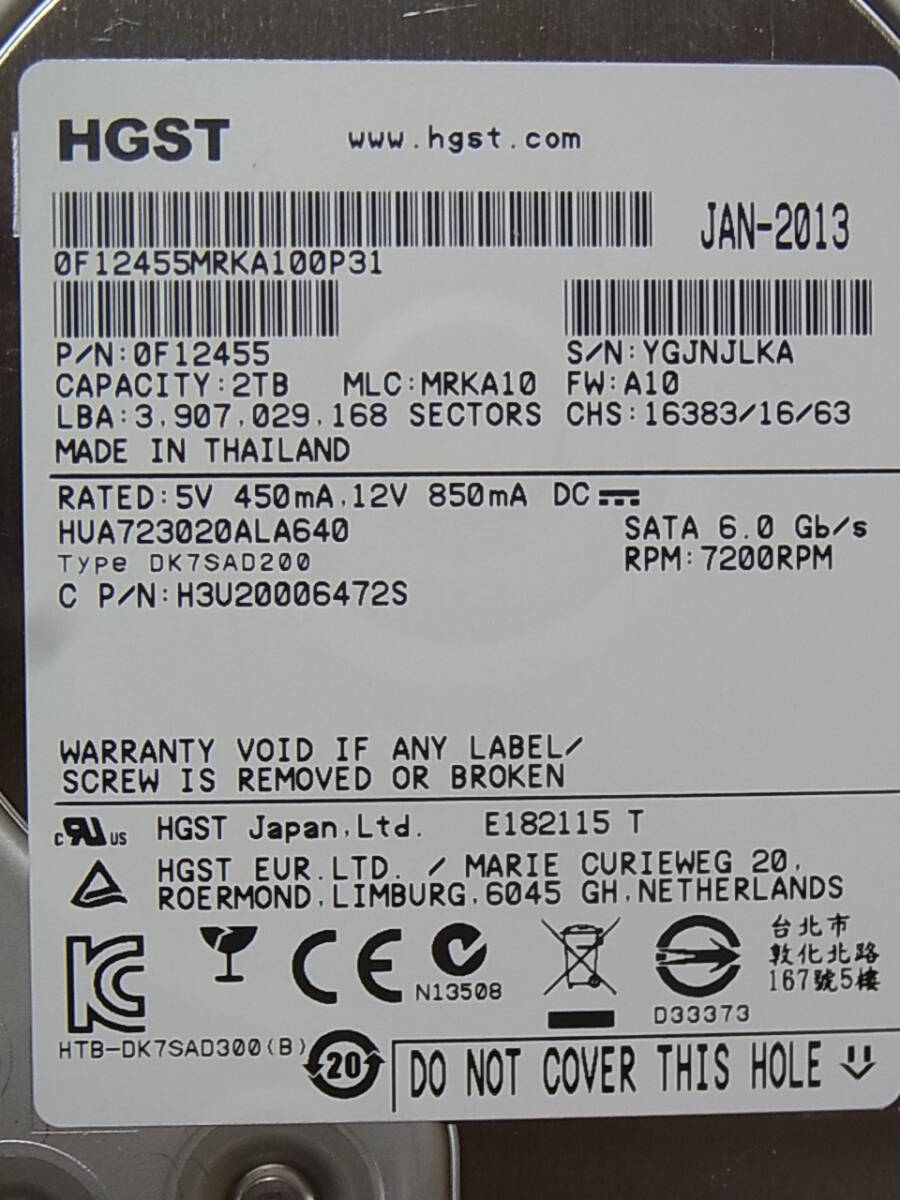 HGST www.hgst.com
JAN-2013
0F12455MRKA100P31
P/N:0F12455 S/N:YGJNJLKA
CAPACITY:2TB MLC:MRKA10 FW:A10
LBA:3,907,029,168 SECTORS CHS:16383/16/63
MADE IN THAILAND
RATED:5V 450mA,12V 850mA DC
HUA723020ALA640 SATA 6.0 Gb/s
Type DK7SAD200 RPM:7200RPM
C P/N:H3U20006472S
WARRANTY VOID IF ANY LABEL/
SCREW IS REMOVED OR BROKEN
c RU US HGST Japan,Ltd. E182115 T
HGST EUR.LTD. / MARIE CURIEWEG 20,
ROERMOND,LIMBURG,6045 GH,NETHERLANDS
台北市
敦化北路
167號5樓
KC CE N13508 D33373
HTB-DK7SAD300(B) 20 DO NOT COVER THIS HOLE